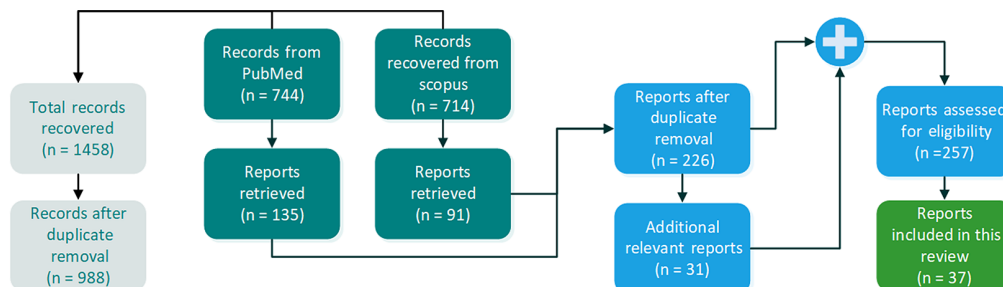 Total records
recovered
(n = 1458)
Records after
duplicate
removal
(n = 988)
Records from
PubMed
(n = 744)
Reports
retrieved
(n = 135)
Records
recovered from
scopus
(n = 714)
Reports
retrieved
(n = 91)
Reports after
duplicate
removal
(n = 226)
Additional
relevant reports
(n = 31)
Reports assessed
for eligibility
(n =257)
Reports
included in this
review
(n = 37)